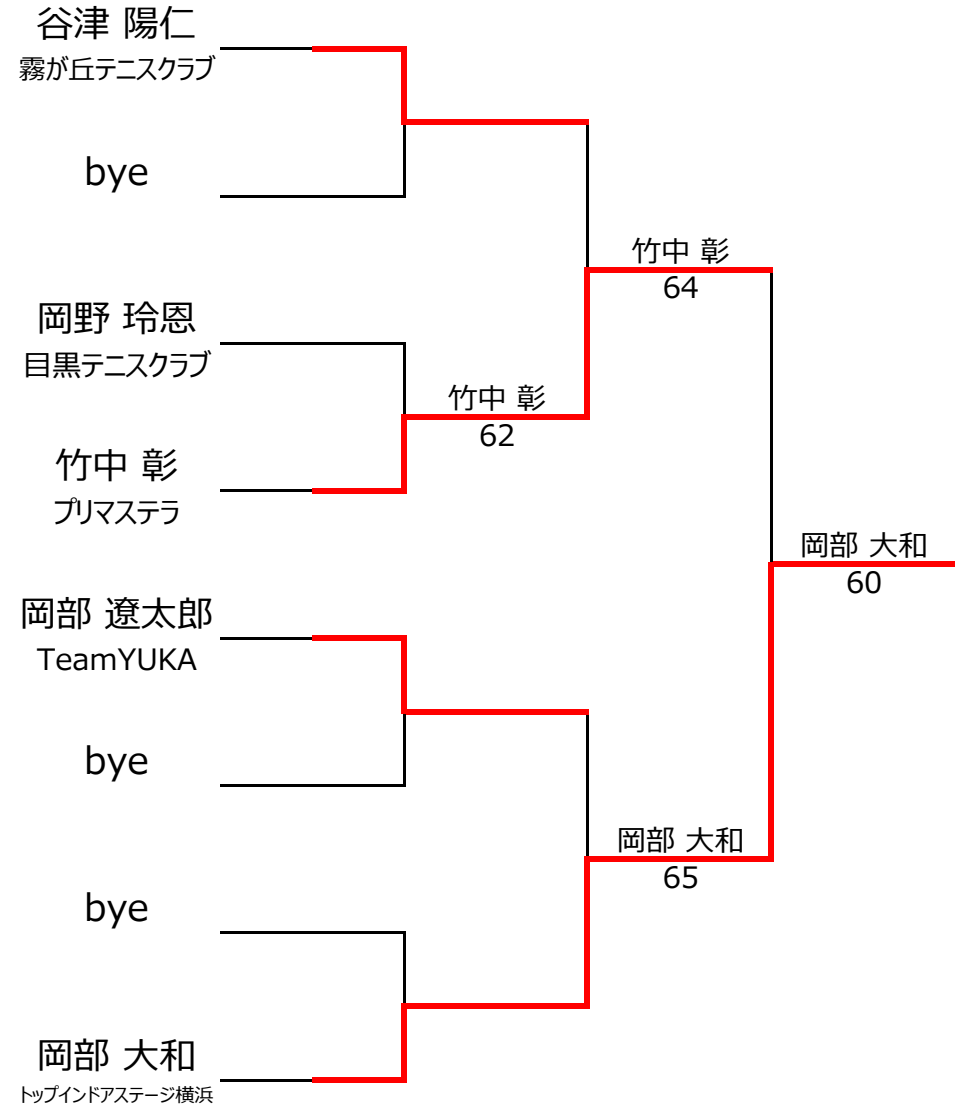 谷津 陽仁
霧が丘テニスクラブ
bye
岡野 玲恩
目黒テニスクラブ
竹中 彰
プリマステラ
岡部 遼太郎
TeamYUKA
bye
bye
岡部 大和
トップインドアステージ横浜
竹中 彰
62
竹中 彰
64
岡部 大和
65
岡部 大和
60